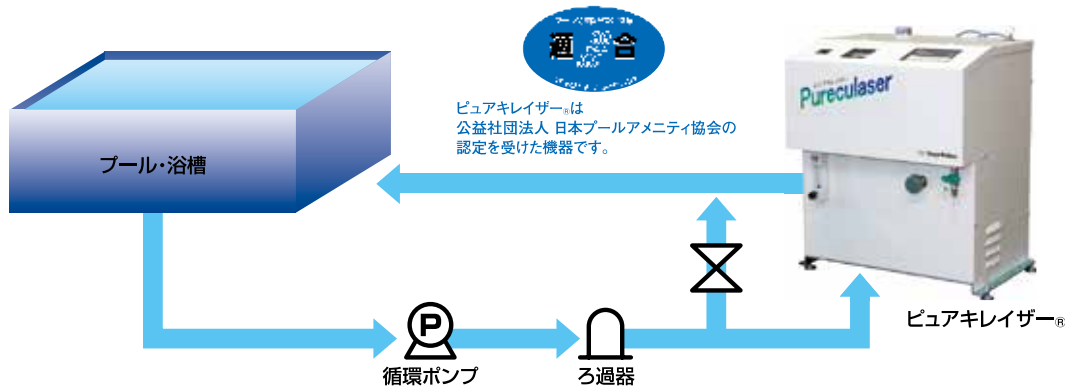 適合
ピュアキレイザー®は
公益社団法人 日本プールアメニティ協会の
認定を受けた機器です。
Pureculaser
プール・浴槽
P
循環ポンプ
ろ過器
ピュアキレイザー®